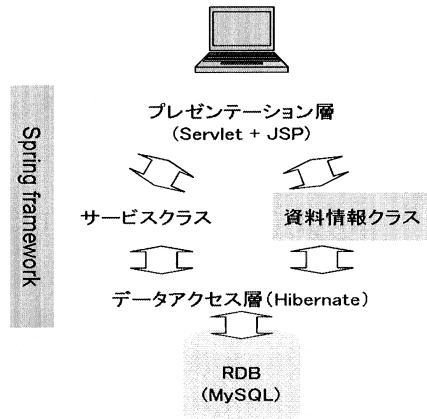 プレゼンテーション層
(Servlet + JSP)
Spring framework
サービスクラス
資料情報クラス
データアクセス層(Hibernate)
RDB
(MySQL)